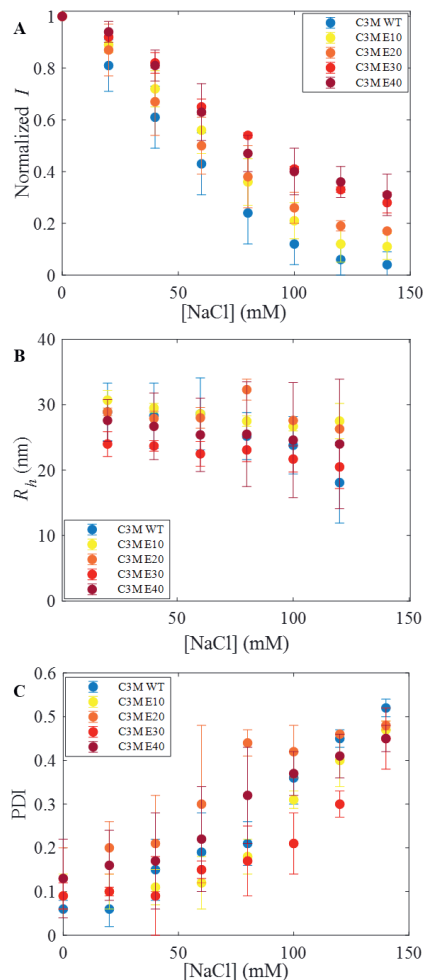 A
1
0.8
0.6
0.4
0.2
0
Normalized I
C3M WT
C3M E10
C3M E20
C3M E30
C3M E40
0
50
100
150
[NaCl] (mM)
B
40
30
20
10
0
R_h (nm)
C3M WT
C3M E10
C3M E20
C3M E30
C3M E40
50
100
150
[NaCl] (mM)
C
0.6
0.5
0.4
0.3
0.2
0.1
0
PDI
C3M WT
C3M E10
C3M E20
C3M E30
C3M E40
0
50
100
150
[NaCl] (mM)